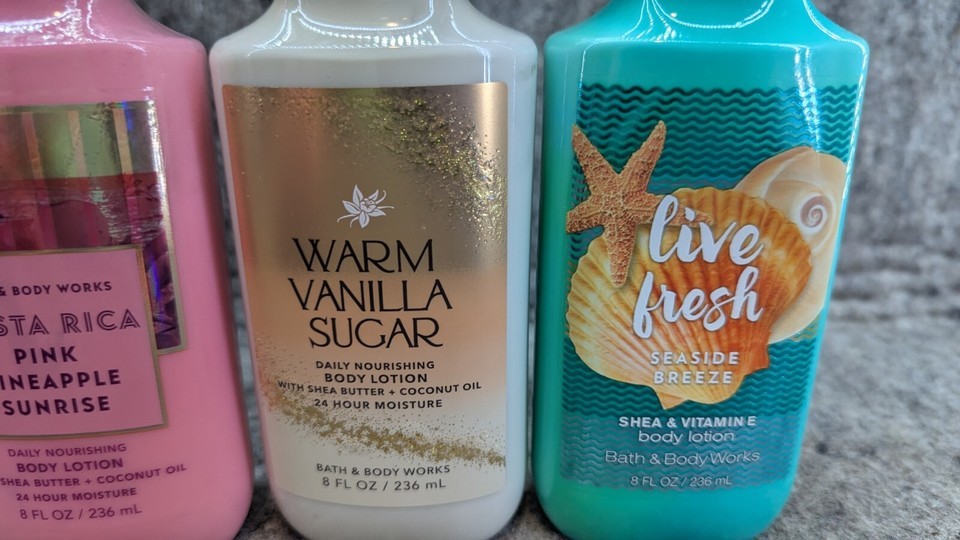 & BODY WORKS
STA RICA
PINK
INEAPPLE
SUNRISE
DAILY NOURISHING
BODY LOTION
SHEA BUTTER + COCONUT OIL
24 HOUR MOISTURE
8 FL OZ / 236 mL
WARM
VANILLA
SUGAR
DAILY NOURISHING
BODY LOTION
WITH SHEA BUTTER + COCONUT OIL
24 HOUR MOISTURE
BATH & BODY WORKS
8 FL OZ / 236 mL
live
fresh
SEASIDE
BREEZE
SHEA & VITAMIN E
body lotion
Bath & Body Works
8 FL OZ / 236 mL